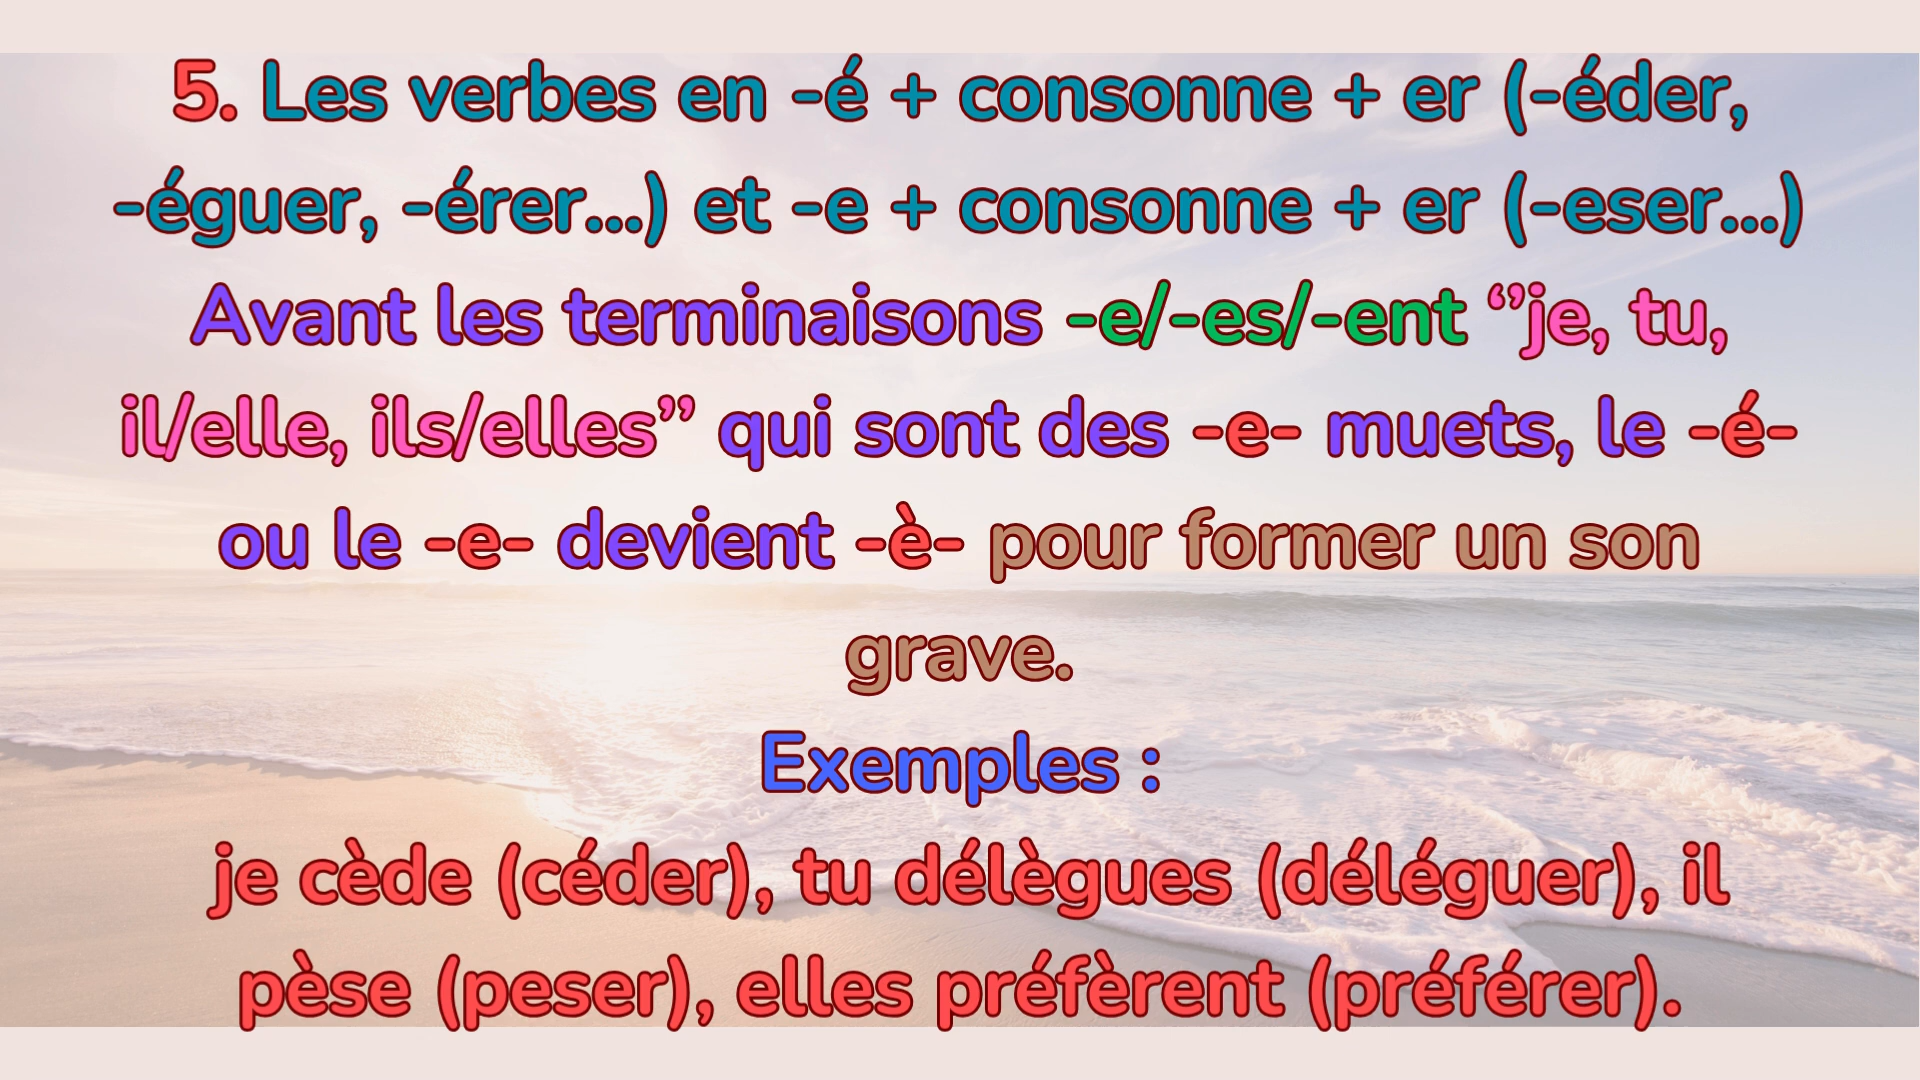 5. Les verbes en -é + consonne + er (-éder,
-éguer, -érer...) et -e + consonne + er (-eser...)
Avant les terminaisons -e/-es/-ent ‘’je, tu,
il/elle, ils/elles’’ qui sont des -e- muets, le -é-
ou le -e- devient -è- pour former un son
grave.
Exemples :
je cède (céder), tu délègues (déléguer), il
pèse (peser), elles préfèrent (préférer).